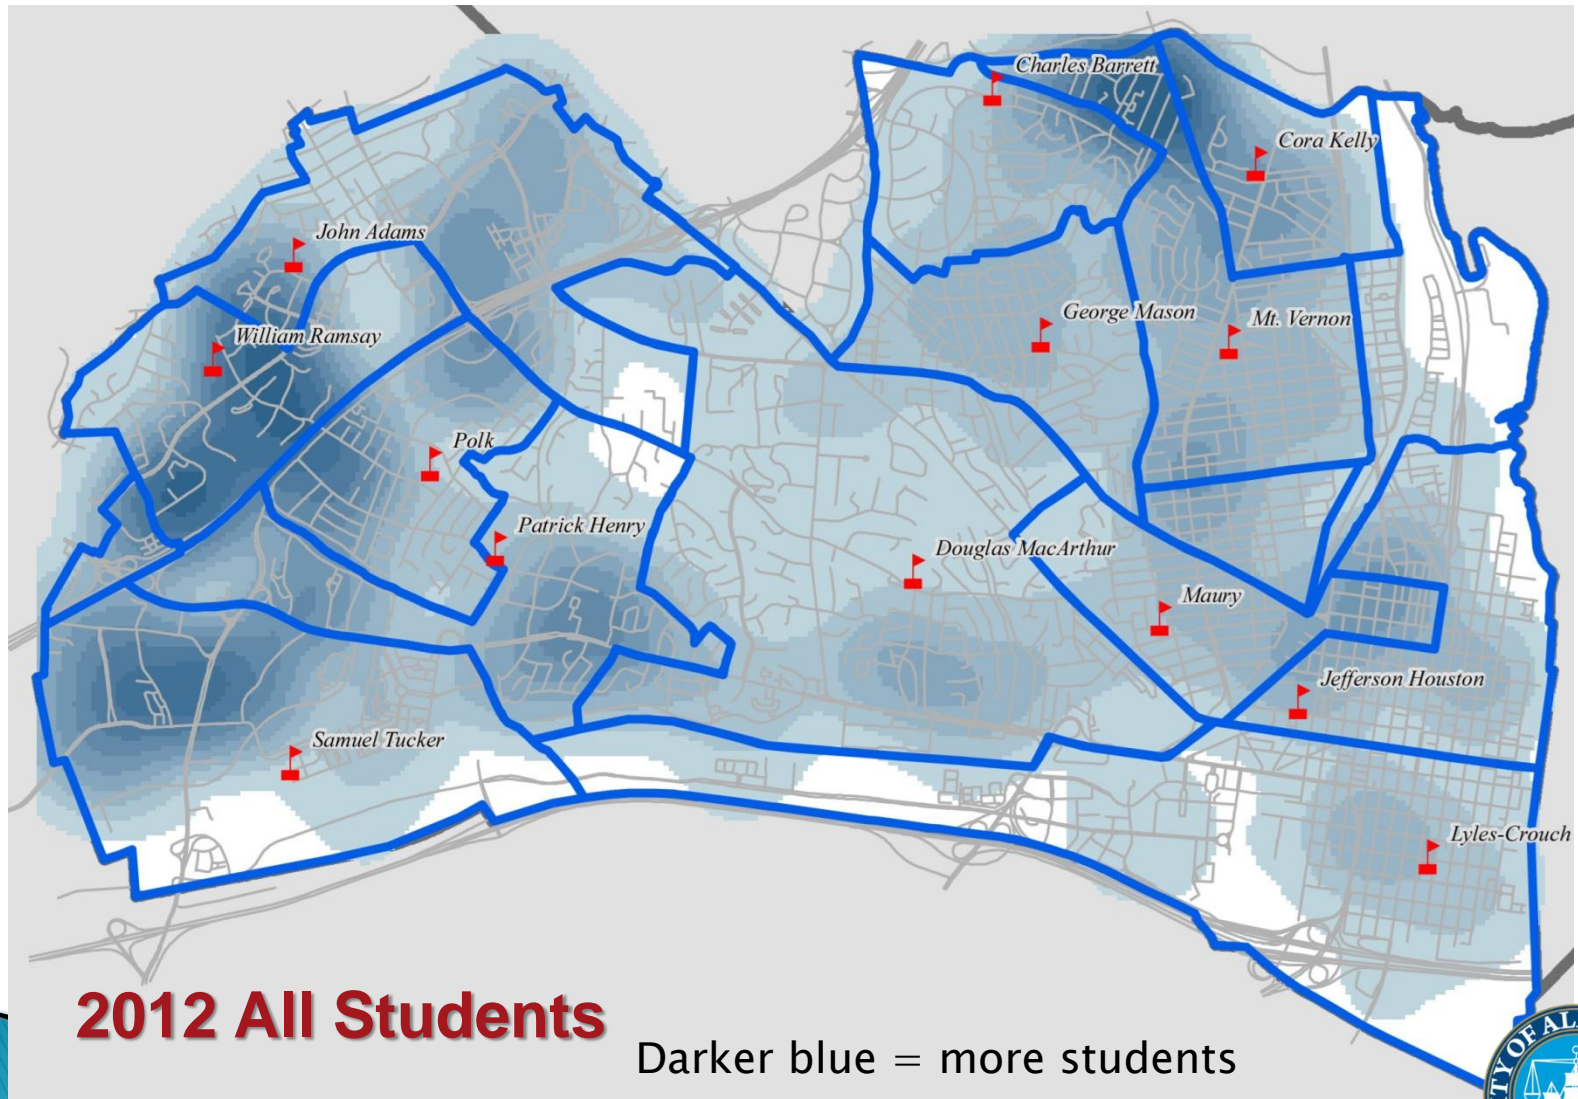 Charles Barrett
Cora Kelly
John Adams
George Mason
Mt. Vernon
William Ramsay
Polk
Patrick Henry
Douglas MacArthur
Maury
Jefferson Houston
Samuel Tucker
Lyles-Crouch
2012 All Students
Darker blue = more students